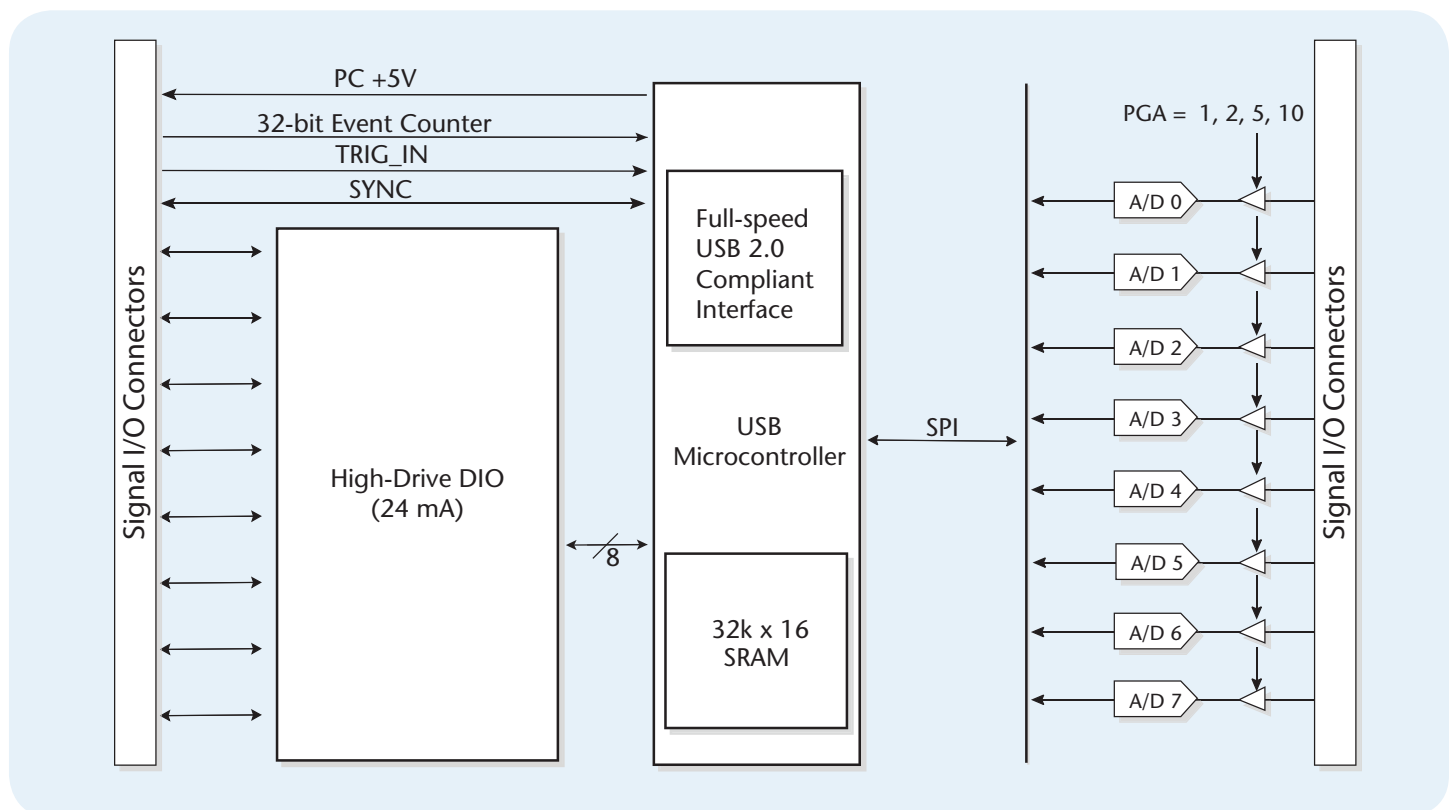 PC +5V
32-bit Event Counter
TRIG_IN
SYNC
Signal I/O Connectors
High-Drive DIO
(24 mA)
8
Full-speed
USB 2.0
Compliant
Interface
USB
Microcontroller
32k x 16
SRAM
SPI
PGA = 1, 2, 5, 10
A/D 0
A/D 1
A/D 2
A/D 3
A/D 4
A/D 5
A/D 6
A/D 7
Signal I/O Connectors